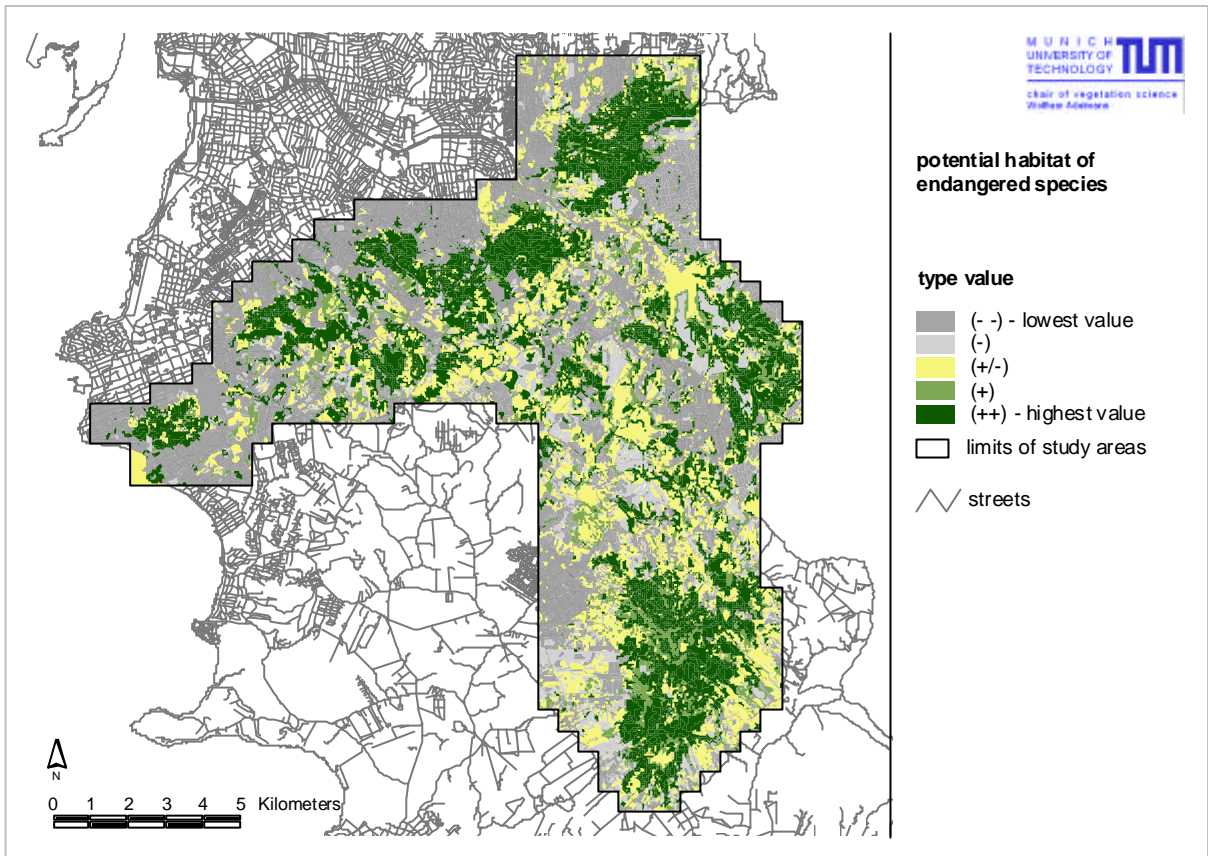 MUNICH
UNIVERSITY OF
TECHNOLOGY
TUM
chair of vegetation science
potential habitat of
endangered species
type value
(- -) - lowest value
(-)
(+/-)
(+)
(++) - highest value
limits of study areas
streets
N
0 1 2 3 4 5 Kilometers